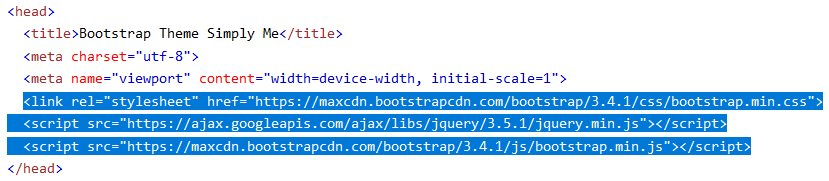 <head>
<title>Bootstrap Theme Simply Me</title>
<meta charset="utf-8">
<meta name="viewport" content="width=device-width, initial-scale=1">
<link rel="stylesheet" href="https://maxcdn.bootstrapcdn.com/bootstrap/3.4.1/css/bootstrap.min.css">
<script src="https://ajax.googleapis.com/ajax/libs/jquery/3.5.1/jquery.min.js"></script>
<script src="https://maxcdn.bootstrapcdn.com/bootstrap/3.4.1/js/bootstrap.min.js"></script>
</head>